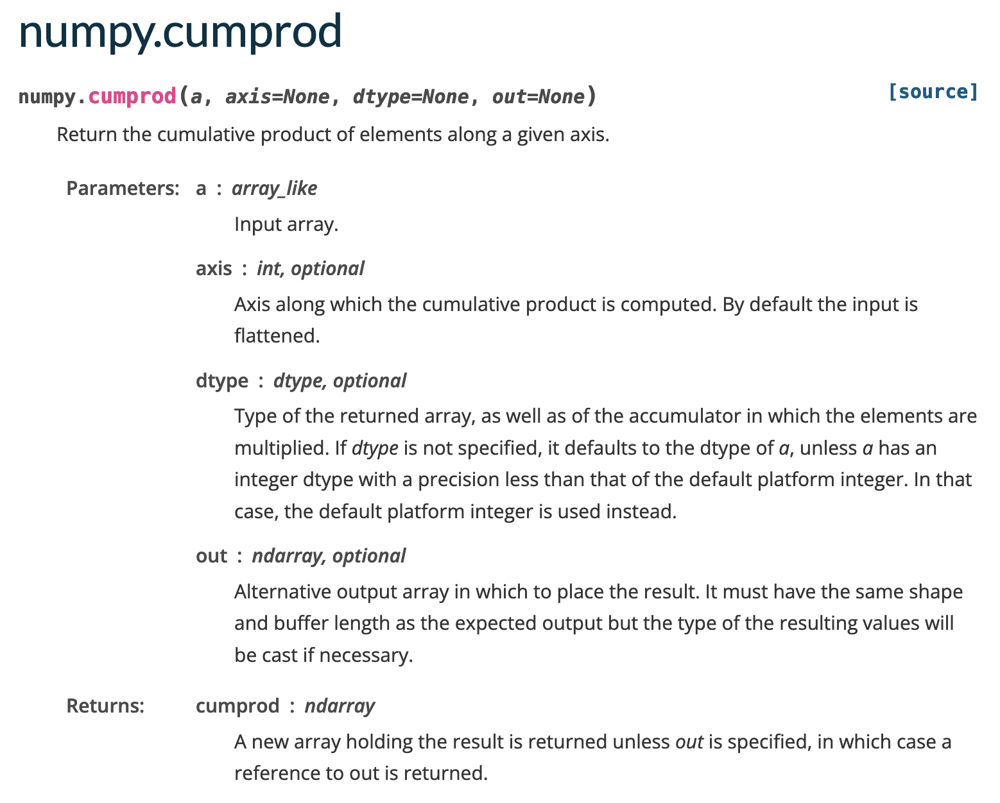 numpy.cumprod
numpy.cumprod(a, axis=None, dtype=None, out=None) [source]
Return the cumulative product of elements along a given axis.
Parameters: a : array_like
Input array.
axis : int, optional
Axis along which the cumulative product is computed. By default the input is
flattened.
dtype : dtype, optional
Type of the returned array, as well as of the accumulator in which the elements are
multiplied. If dtype is not specified, it defaults to the dtype of a, unless a has an
integer dtype with a precision less than that of the default platform integer. In that
case, the default platform integer is used instead.
out : ndarray, optional
Alternative output array in which to place the result. It must have the same shape
and buffer length as the expected output but the type of the resulting values will
be cast if necessary.
Returns: cumprod : ndarray
A new array holding the result is returned unless out is specified, in which case a
reference to out is returned.